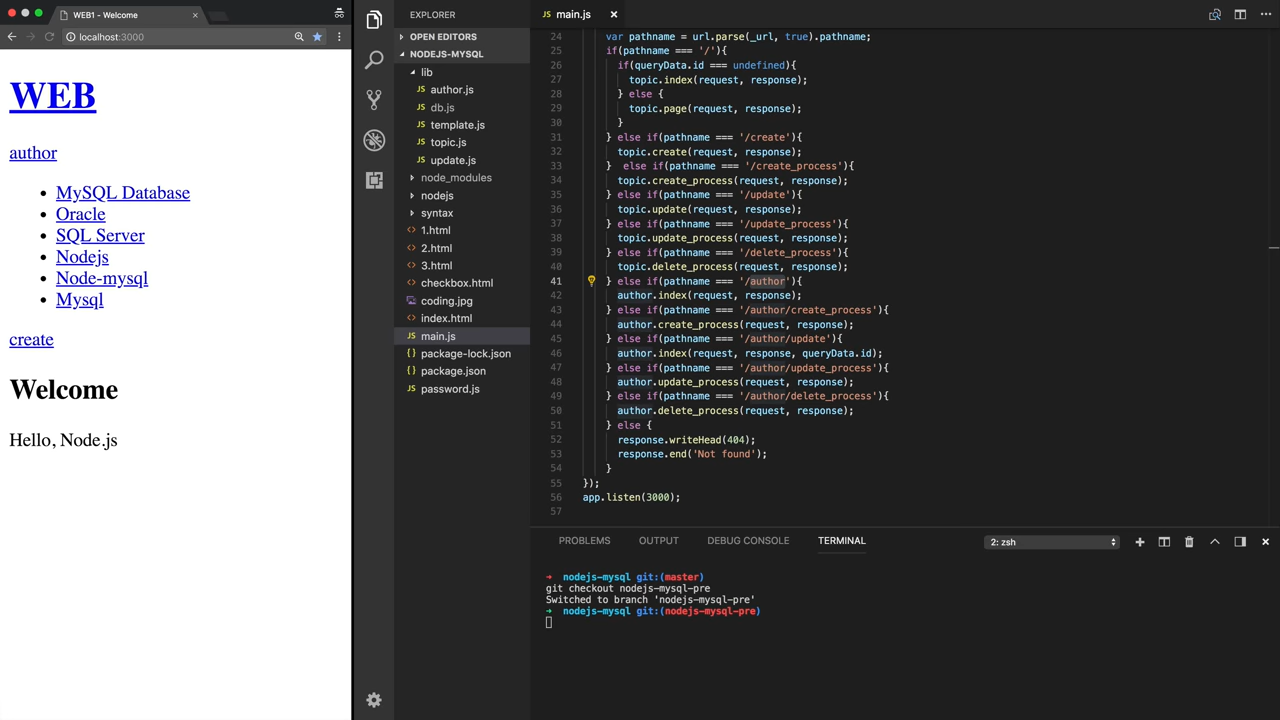 WEB1 - Welcome
localhost:3000
WEB
author
MySQL Database
Oracle
SQL Server
Nodejs
Node-mysql
Mysql
create
Welcome
Hello, Node.js
EXPLORER
OPEN EDITORS
NODEJS-MYSQL
lib
JS author.js
JS db.js
JS template.js
JS topic.js
JS update.js
node_modules
nodejs
syntax
<> 1.html
<> 2.html
<> 3.html
<> checkbox.html
coding.jpg
<> index.html
JS main.js
{} package-lock.json
{} package.json
JS password.js
JS main.js
24 var pathname = url.parse(_url, true).pathname;
25 if(pathname === '/'){
26 if(queryData.id === undefined){
27 topic.index(request, response);
28 } else {
29 topic.page(request, response);
30 }
31 } else if(pathname === '/create'){
32 topic.create(request, response);
33 }  else if(pathname === '/create_process'){
34 topic.create_process(request, response);
35 } else if(pathname === '/update'){
36 topic.update(request, response);
37 } else if(pathname === '/update_process'){
38 topic.update_process(request, response);
39 } else if(pathname === '/delete_process'){
40 topic.delete_process(request, response);
41 } else if(pathname === '/author'){
42 author.index(request, response);
43 } else if(pathname === '/author/create_process'){
44 author.create_process(request, response);
45 } else if(pathname === '/author/update'){
46 author.index(request, response, queryData.id);
47 } else if(pathname === '/author/update_process'){
48 author.update_process(request, response);
49 } else if(pathname === '/author/delete_process'){
50 author.delete_process(request, response);
51 } else {
52 response.writeHead(404);
53 response.end('Not found');
54 }
55 });
56 app.listen(3000);
57
PROBLEMS OUTPUT DEBUG CONSOLE TERMINAL 2: zsh
→ nodejs-mysql git:(master)
git checkout nodejs-mysql-pre
Switched to branch 'nodejs-mysql-pre'
→ nodejs-mysql git:(nodejs-mysql-pre)